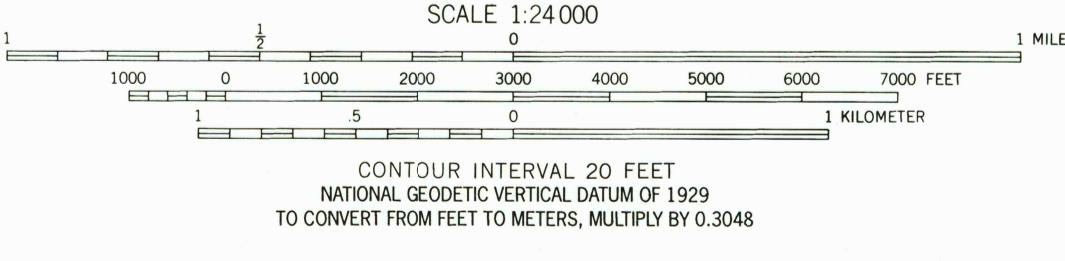 SCALE 1:24 000
1 1/2 0 1 MILE
1000 0 1000 2000 3000 4000 5000 6000 7000 FEET
1 .5 0 1 KILOMETER
CONTOUR INTERVAL 20 FEET
NATIONAL GEODETIC VERTICAL DATUM OF 1929
TO CONVERT FROM FEET TO METERS, MULTIPLY BY 0.3048